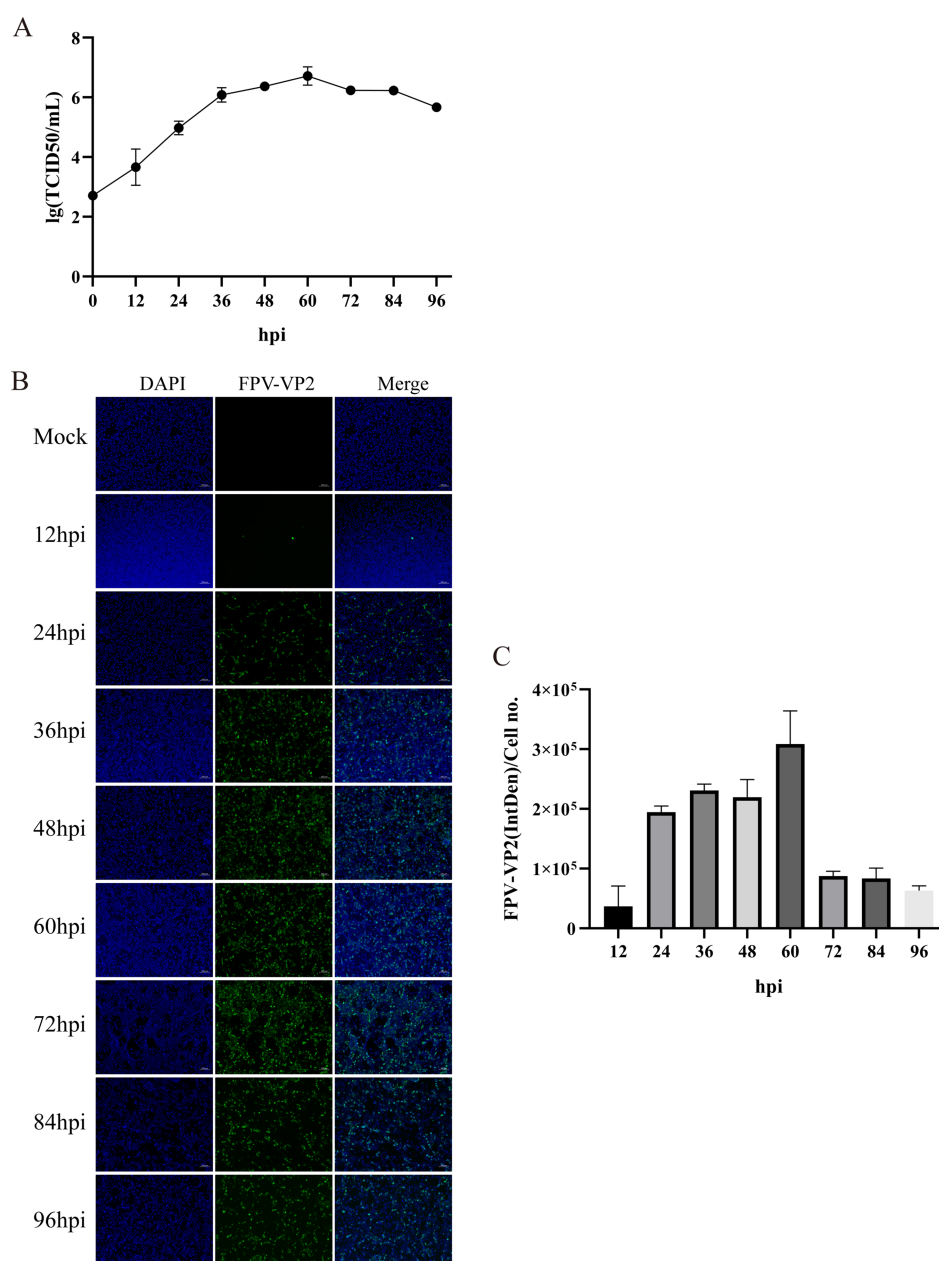 A
8
6
4
2
0
lg(TCID50/mL)
0 12 24 36 48 60 72 84 96
hpi
B
DAPI FPV-VP2 Merge
Mock
12hpi
24hpi
36hpi
48hpi
60hpi
72hpi
84hpi
96hpi
C
4×10⁵
3×10⁵
2×10⁵
1×10⁵
0
FPV-VP2(IntDen)/Cell no.
12 24 36 48 60 72 84 96
hpi